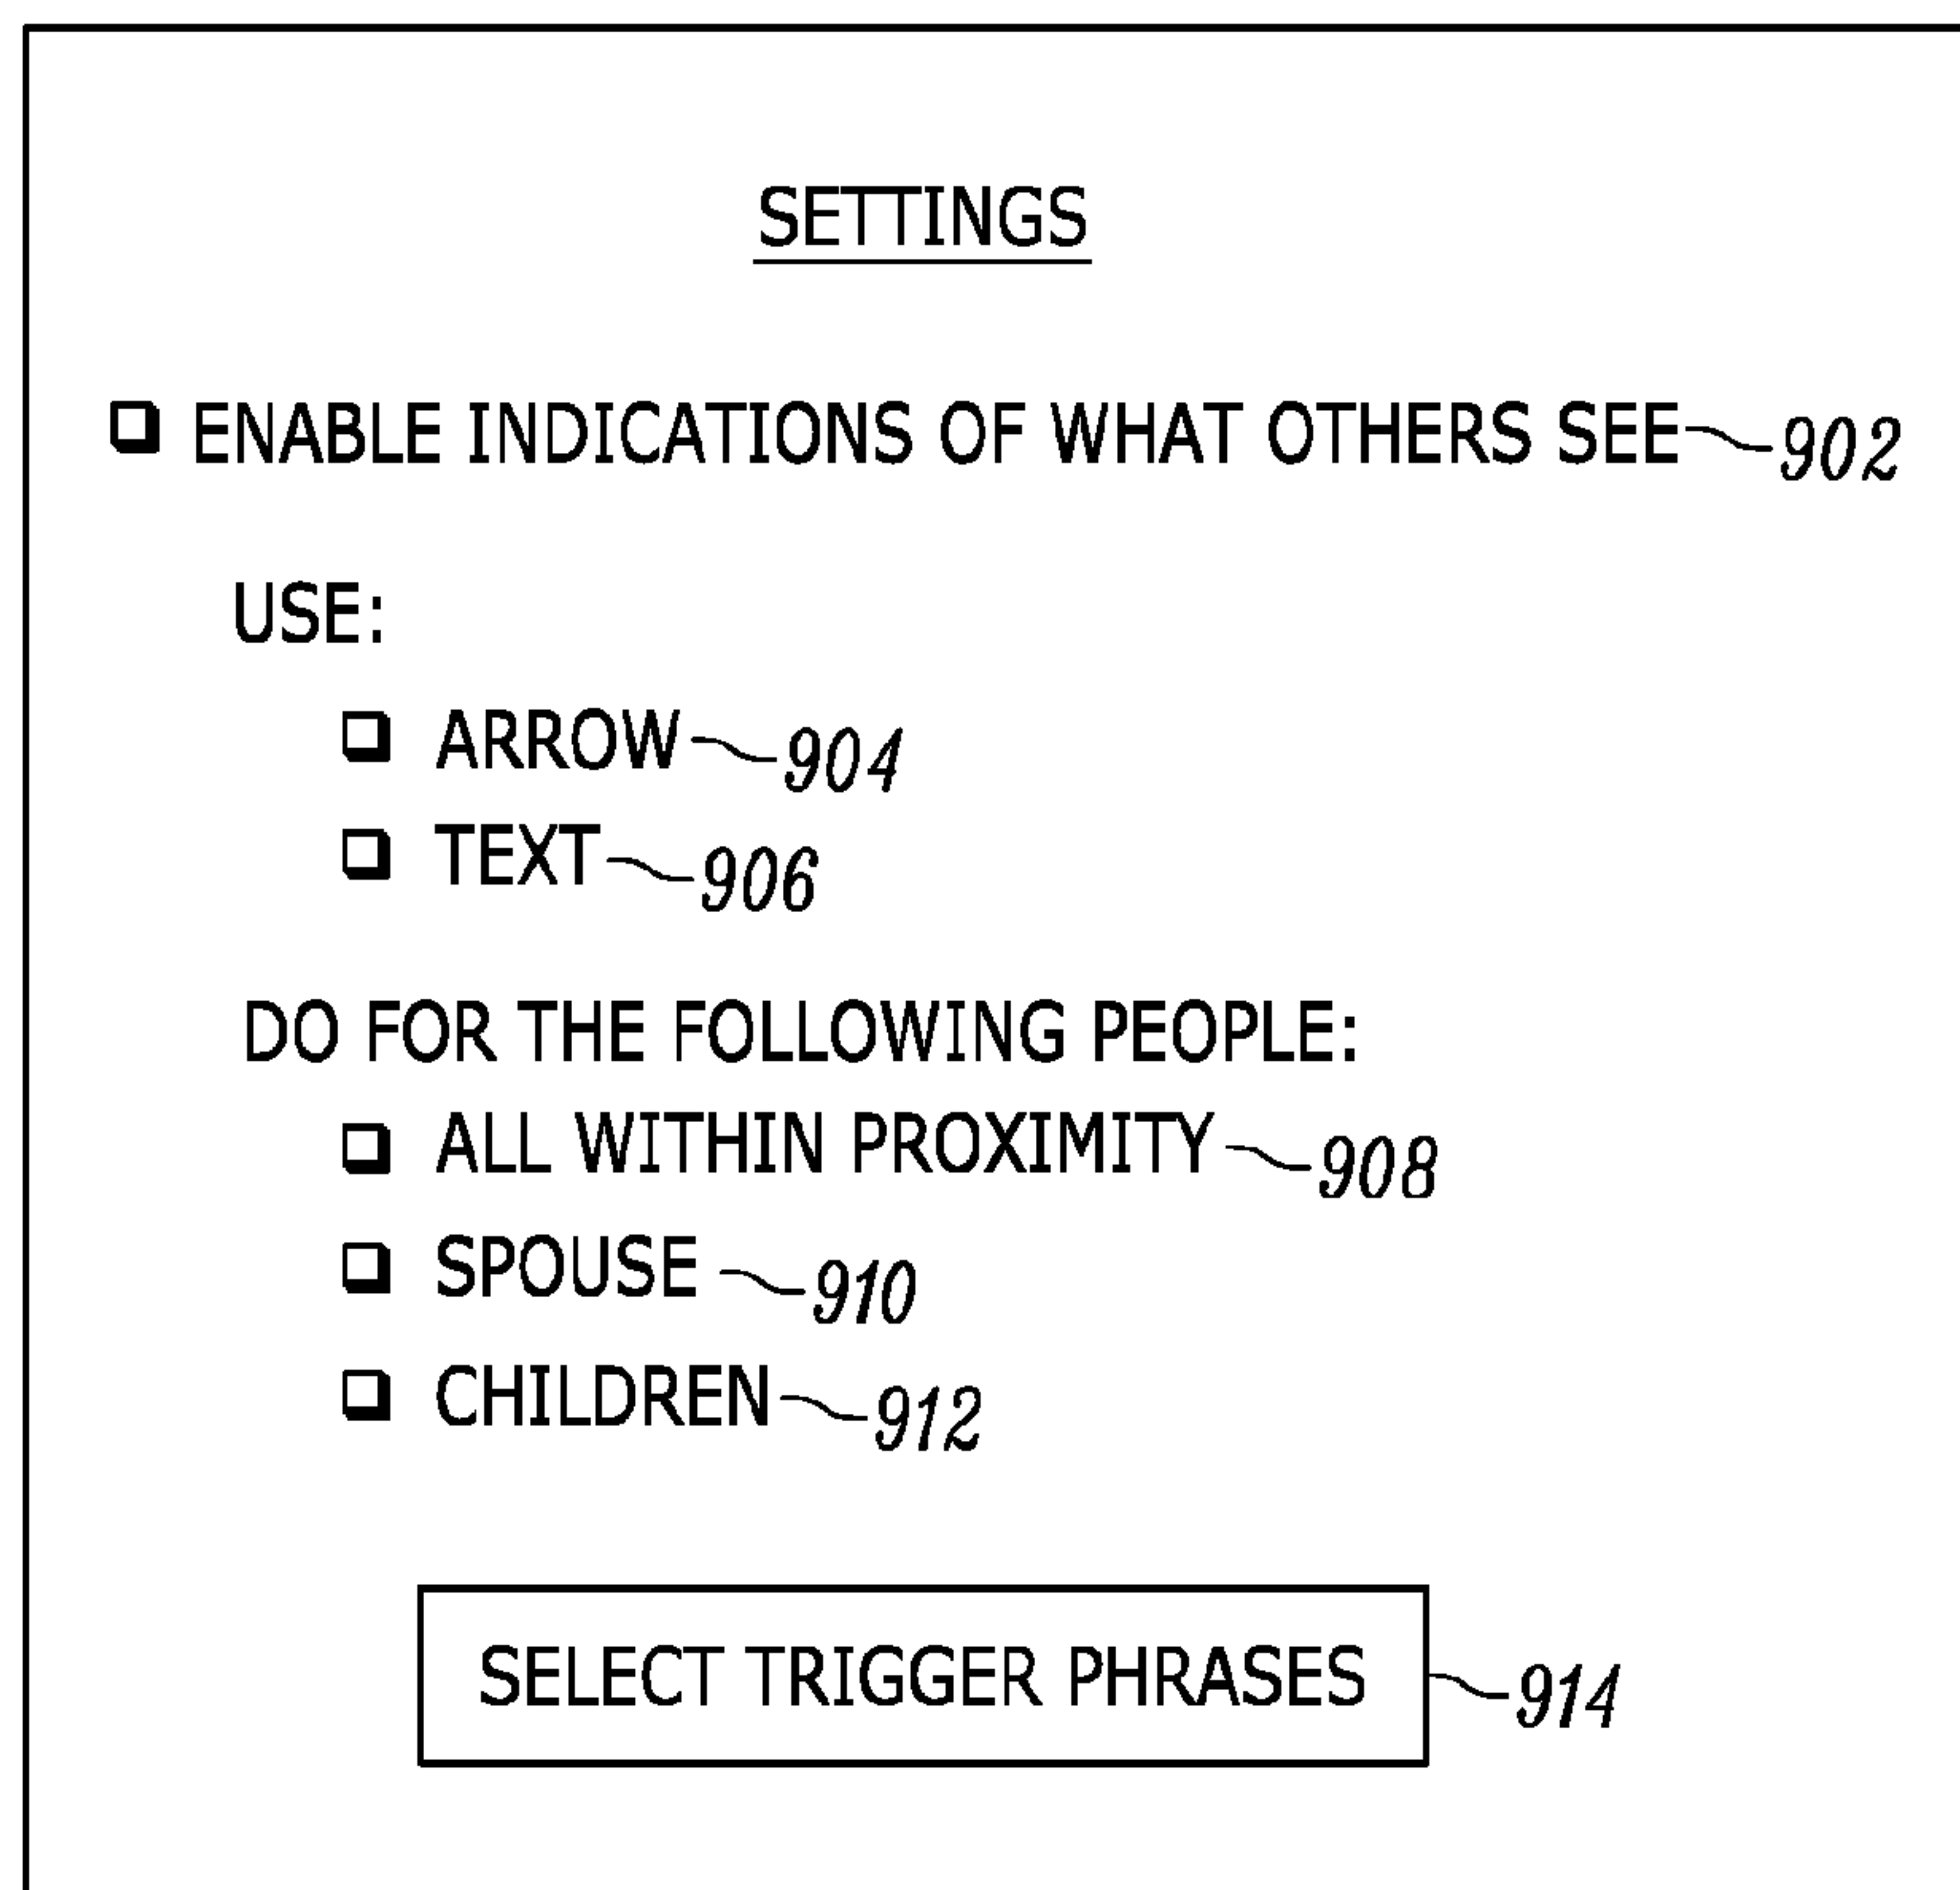 SETTINGS
ENABLE INDICATIONS OF WHAT OTHERS SEE 902
USE:
ARROW 904
TEXT 906
DO FOR THE FOLLOWING PEOPLE:
ALL WITHIN PROXIMITY 908
SPOUSE 910
CHILDREN 912
SELECT TRIGGER PHRASES 914